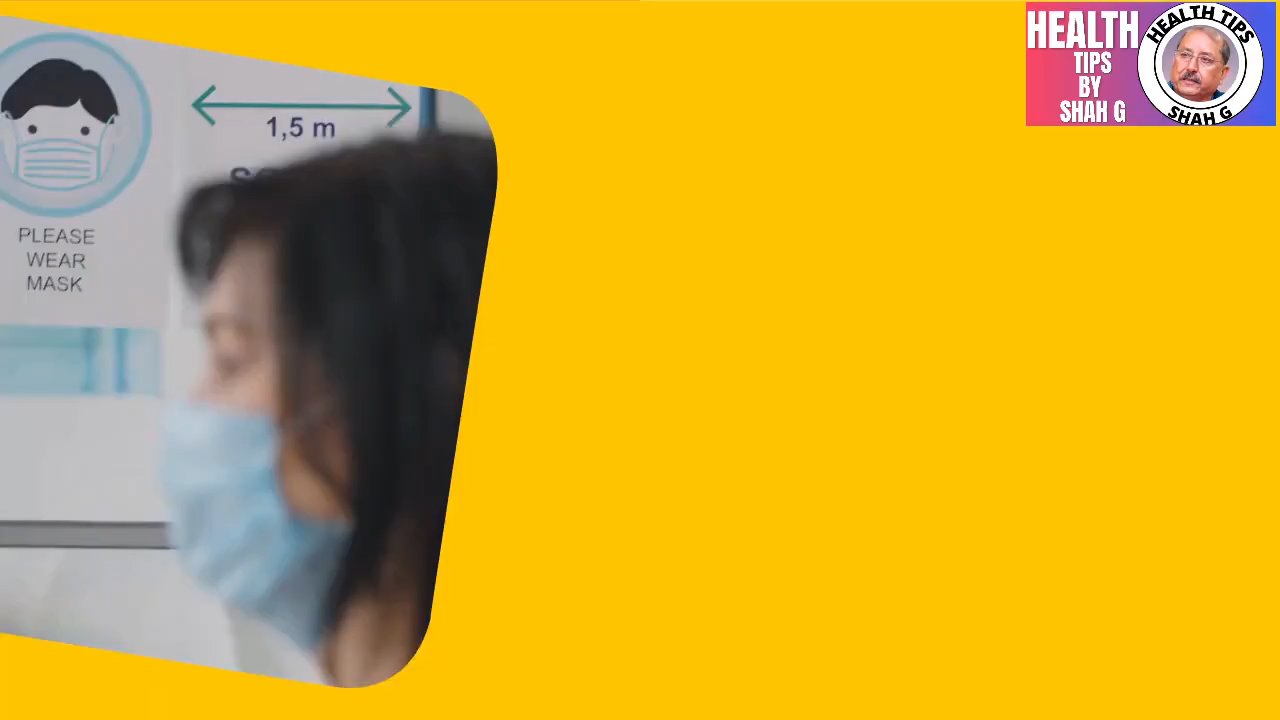 1,5 m
PLEASE
WEAR
MASK
HEALTH
TIPS
BY
SHAH G
HEALTH TIPS
SHAH G